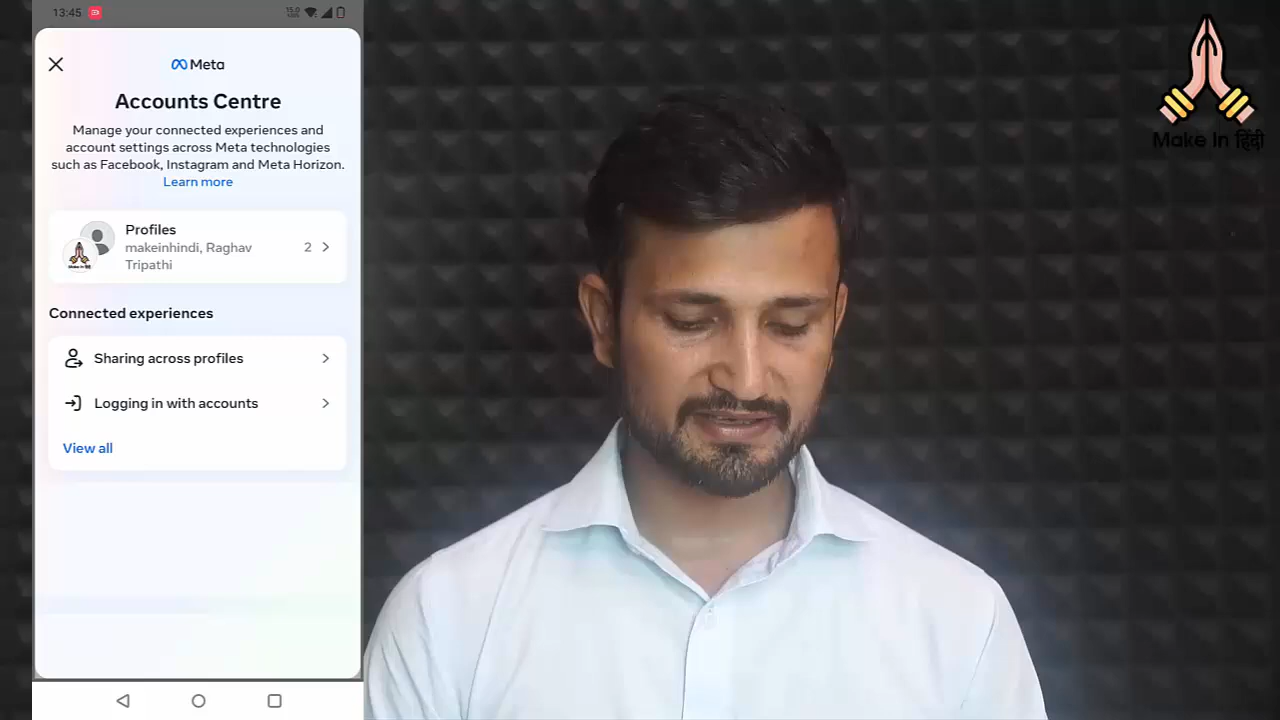 13:45
15.0
Meta
Accounts Centre
Manage your connected experiences and
account settings across Meta technologies
such as Facebook, Instagram and Meta Horizon.
Learn more
Profiles
makeinhindi, Raghav
2
Tripathi
Connected experiences
Sharing across profiles
Logging in with accounts
View all
Make In हिंदी